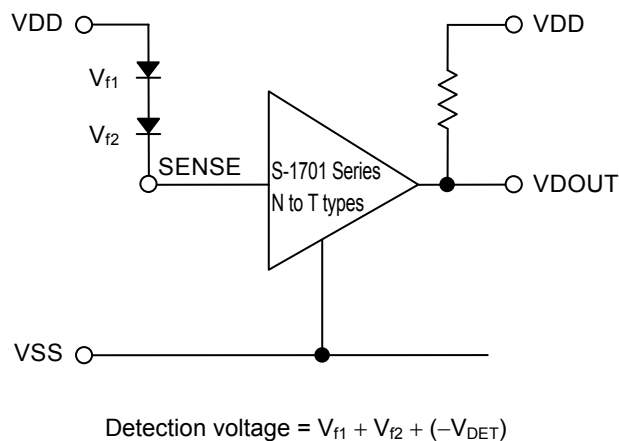 VDD
VDD
Vf1
Vf2
SENSE
S-1701 Series
N to T types
VDOUT
VSS
Detection voltage = Vf1 + Vf2 + (−VDET)